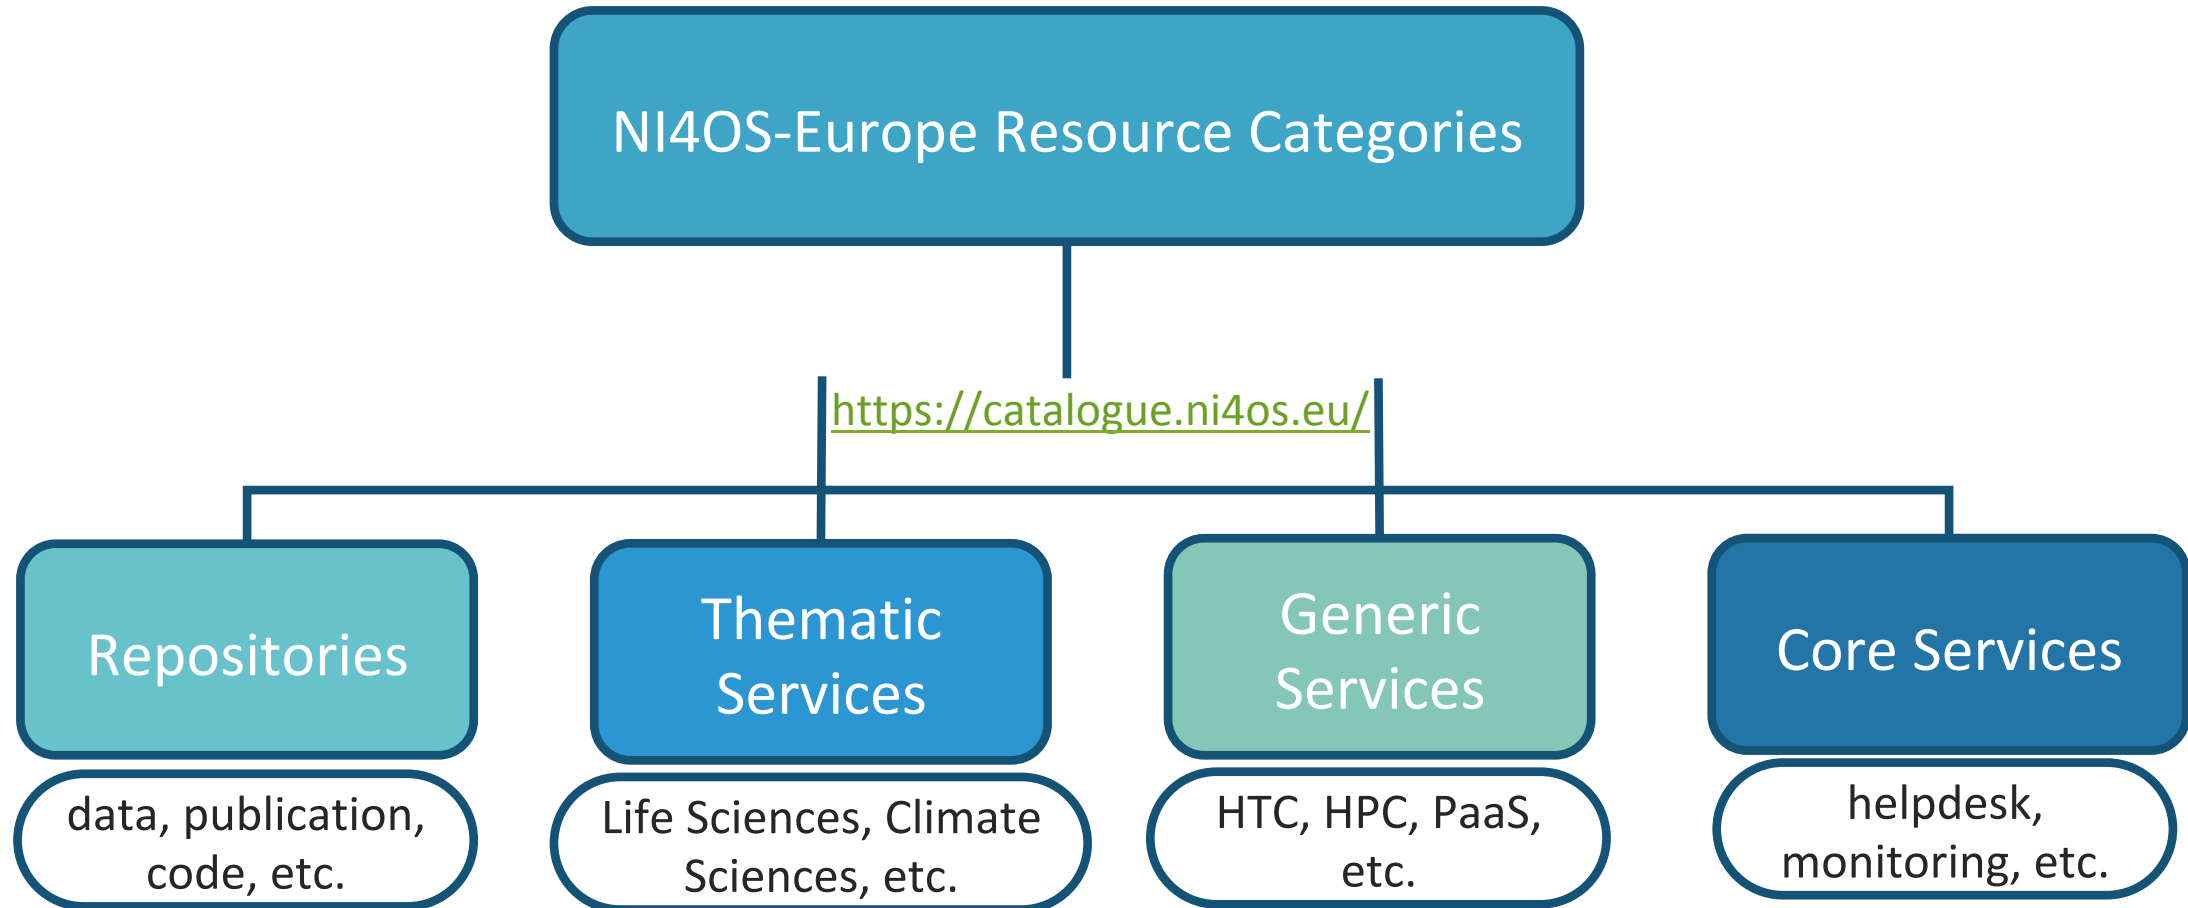 NI4OS-Europe Resource Categories
https://catalogue.ni4os.eu/
Repositories
Thematic
Services
Generic
Services
Core Services
data, publication,
code, etc.
Life Sciences, Climate
Sciences, etc.
HTC, HPC, PaaS,
etc.
helpdesk,
monitoring, etc.